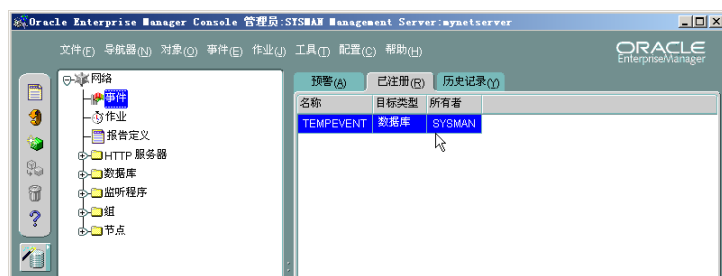 Oracle Enterprise Manager Console 管理员:SYSMAN Management Server:mynetserver
文件(F) 导航器(N) 对象(O) 事件(E) 作业(J) 工具(T) 配置(C) 帮助(H)
ORACLE
EnterpriseManager
网络
事件
作业
报告定义
HTTP 服务器
数据库
监听程序
组
节点
预警(A) 已注册(R) 历史记录(Y)
名称 目标类型 所有者
TEMPEVENT 数据库 SYSMAN